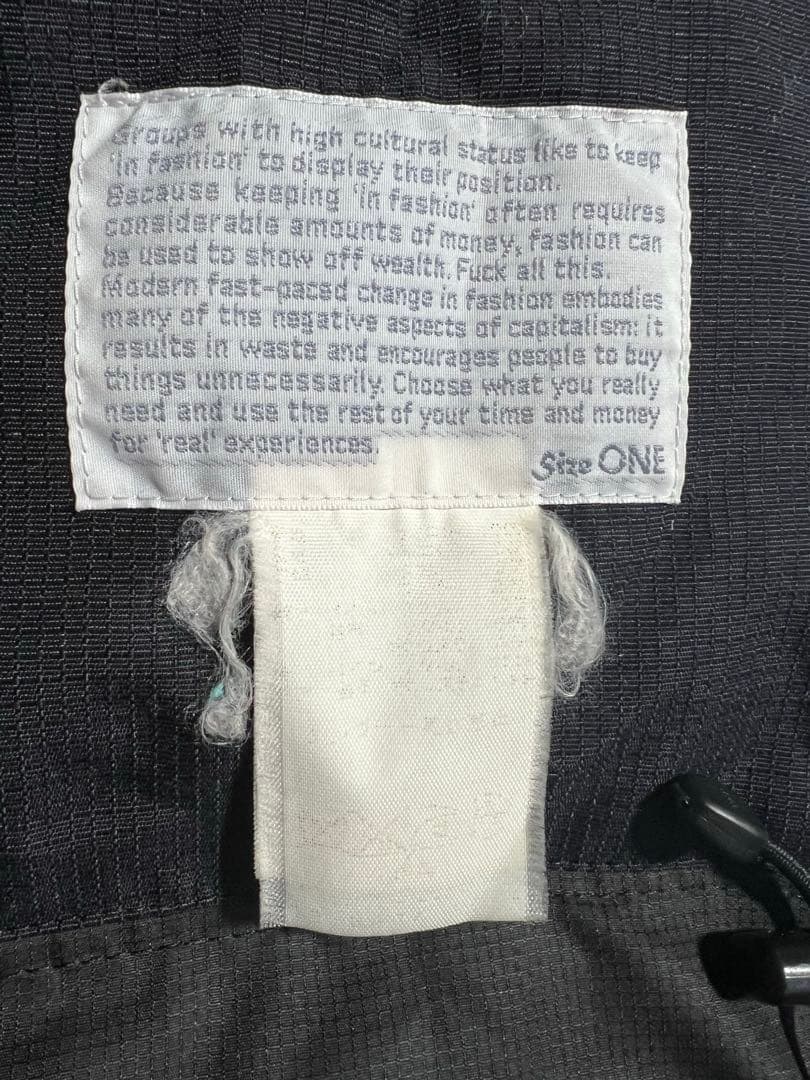 Groups with high cultural status like to keep
'in fashion' to display their position.
Because keeping 'in fashion' often requires
considerable amounts of money, fashion can
be used to show off wealth. Fuck all this.
Modern fast-paced change in fashion embodies
many of the negative aspects of capitalism: it
results in waste and encourages people to buy
things unnecessarily. Choose what you really
need and use the rest of your time and money
for 'real' experiences.
Size ONE